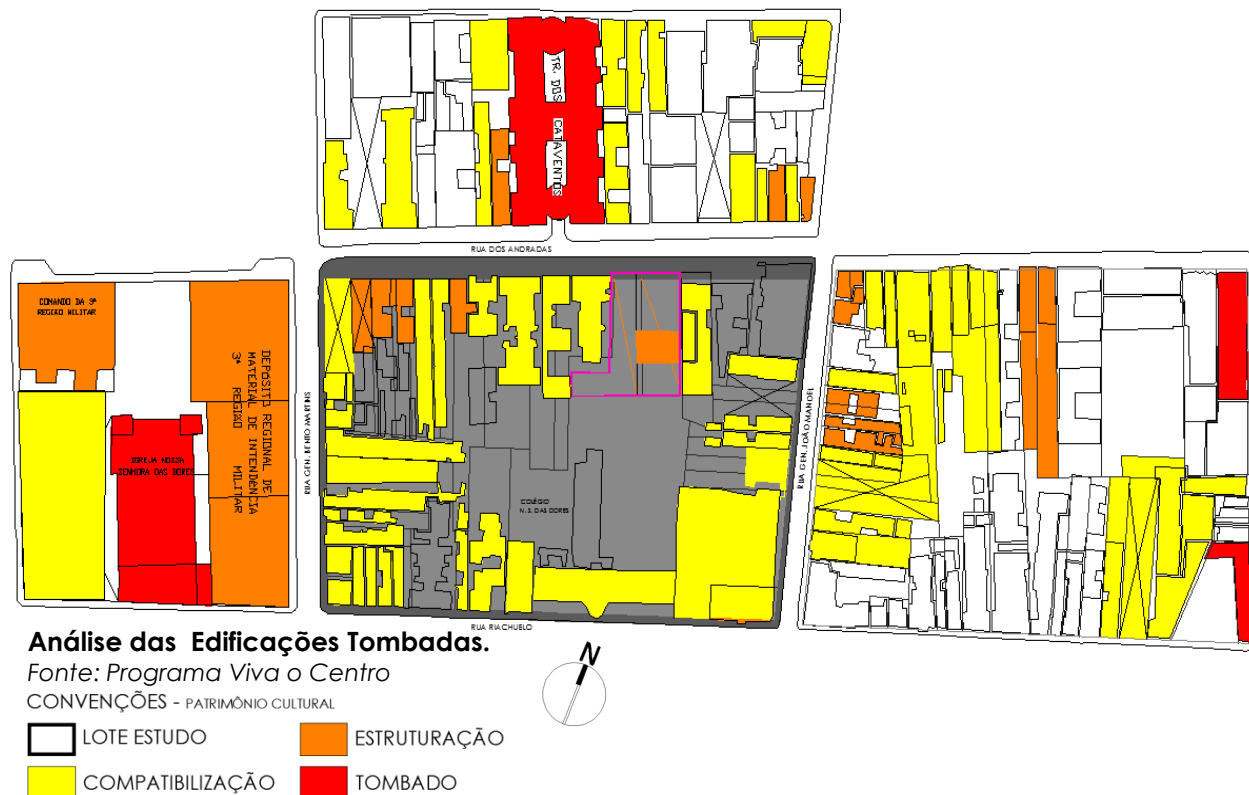 TR. DOS CATAVENTOS
RUA DOS ANDRADAS
COMANDO DA 3ª
REGIÃO MILITAR
DEPÓSITO REGIONAL DE
MATERIAL DE INTENDÊNCIA
3ª REGIÃO MILITAR
IGREJA NOSSA
SENHORA DAS DORES
RUA GEN. BENTO MARTINS
RUA GEN. JOÃO MANOEL
COLÉGIO
N. S. DAS DORES
RUA RIACHUELO
Análise das Edificações Tombadas.
Fonte: Programa Viva o Centro
CONVENÇÕES - PATRIMÔNIO CULTURAL
N
LOTE ESTUDO
ESTRUTURAÇÃO
COMPATIBILIZAÇÃO
TOMBADO